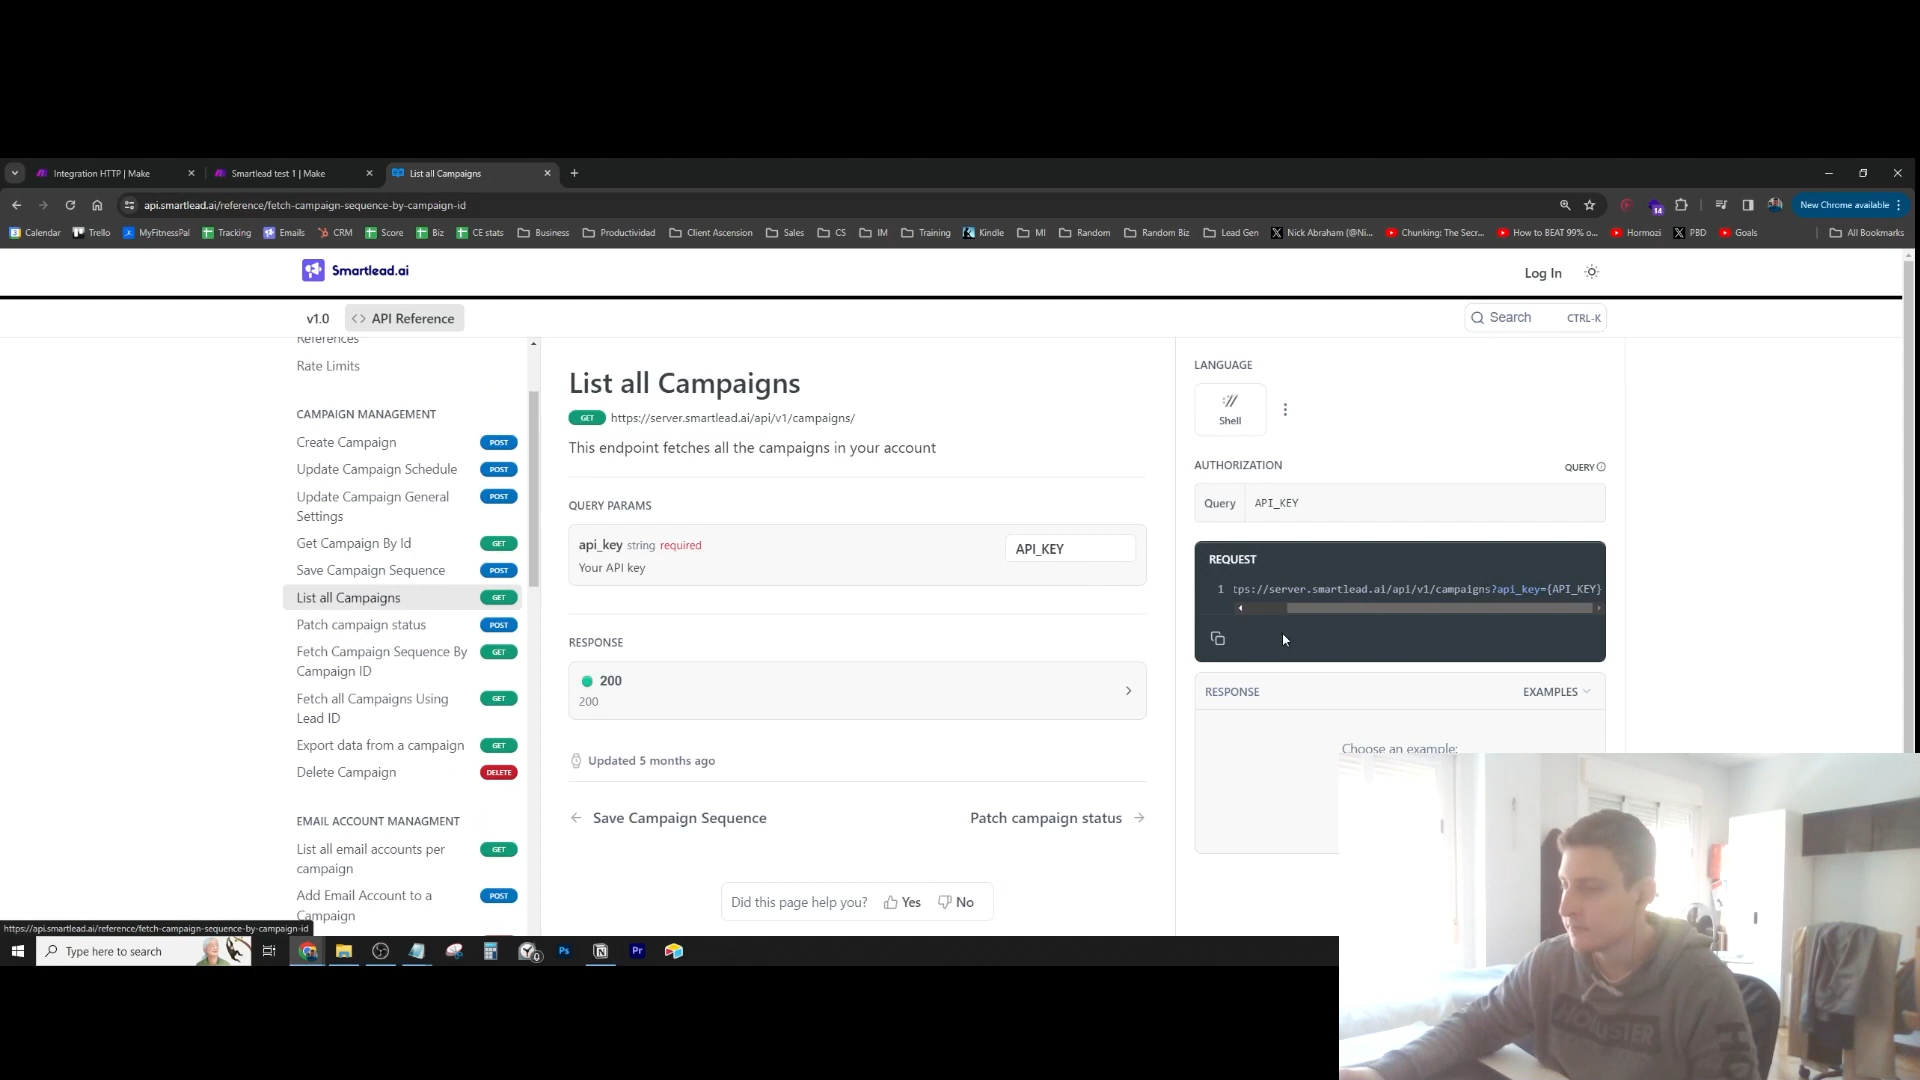 Integration HTTP | Make
Smartlead test 1 | Make
List all Campaigns
api.smartlead.ai/reference/fetch-campaign-sequence-by-campaign-id
14
New Chrome available
Calendar
Trello
MyFitnessPal
Tracking
Emails
CRM
Score
Biz
CE stats
Business
Productividad
Client Ascension
Sales
CS
IM
Training
Kindle
MI
Random
Random Biz
Lead Gen
Nick Abraham (@Ni...
Chunking: The Secr...
How to BEAT 99% o...
Hormozi
PBD
Goals
All Bookmarks
Smartlead.ai
Log In
v1.0
<> API Reference
Search
CTRL-K
References
Rate Limits
CAMPAIGN MANAGEMENT
Create Campaign POST
Update Campaign Schedule POST
Update Campaign General POST
Settings
Get Campaign By Id GET
Save Campaign Sequence POST
List all Campaigns GET
Patch campaign status POST
Fetch Campaign Sequence By GET
Campaign ID
Fetch all Campaigns Using GET
Lead ID
Export data from a campaign GET
Delete Campaign DELETE
EMAIL ACCOUNT MANAGMENT
List all email accounts per GET
campaign
Add Email Account to a POST
Campaign
https://api.smartlead.ai/reference/fetch-campaign-sequence-by-campaign-id
List all Campaigns
GET https://server.smartlead.ai/api/v1/campaigns/
This endpoint fetches all the campaigns in your account
QUERY PARAMS
api_key string required
API_KEY
Your API key
RESPONSE
200
200
Updated 5 months ago
Save Campaign Sequence
Patch campaign status
Did this page help you?
Yes
No
LANGUAGE
Shell
AUTHORIZATION
QUERY
Query
API_KEY
REQUEST
1 tps://server.smartlead.ai/api/v1/campaigns?api_key={API_KEY}
RESPONSE
EXAMPLES
Choose an example:
Type here to search
0
Ps
Pr
HOLLISTER